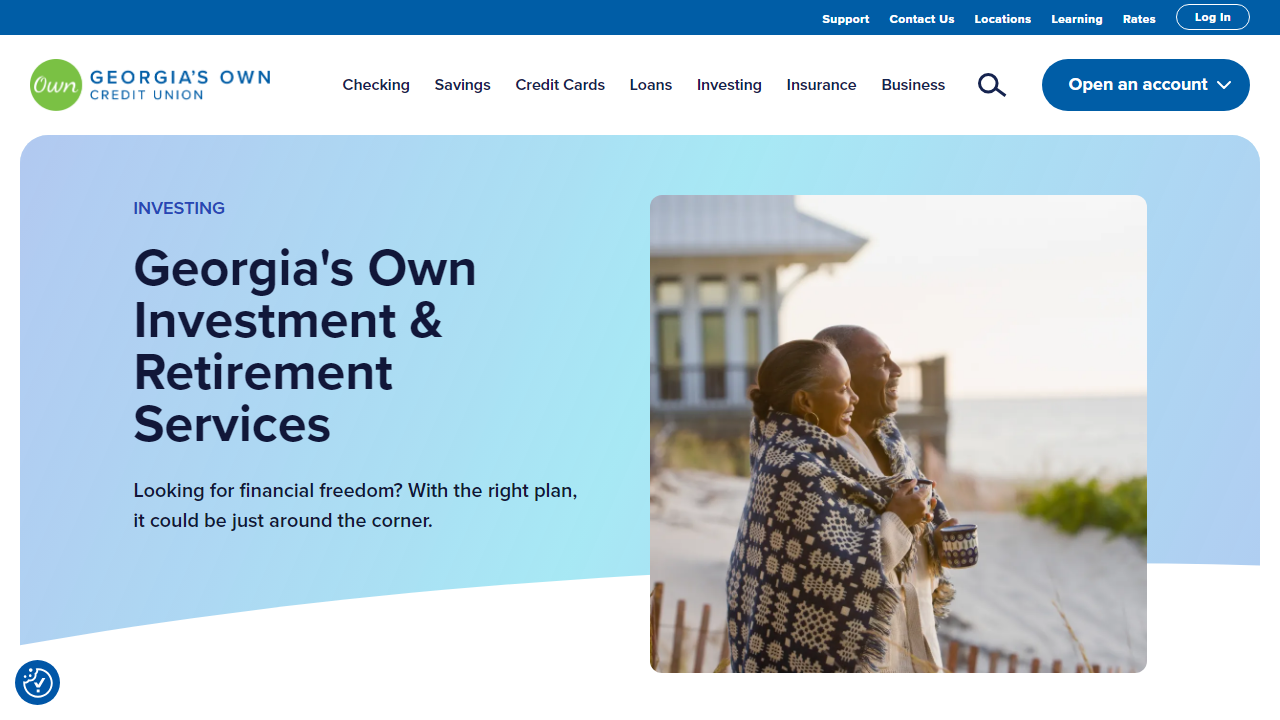 Support Contact Us Locations Learning Rates Log In
Own GEORGIA'S OWN
CREDIT UNION
Checking Savings Credit Cards Loans Investing Insurance Business Open an account
INVESTING
Georgia's Own
Investment &
Retirement
Services
Looking for financial freedom? With the right plan,
it could be just around the corner.